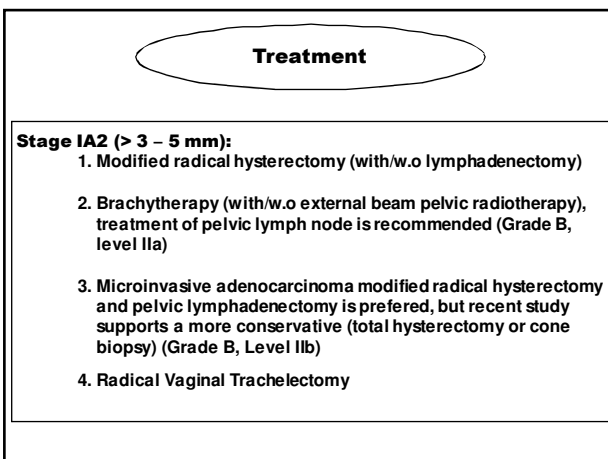 Treatment
Stage IA2 (> 3 – 5 mm):
1. Modified radical hysterectomy (with/w.o lymphadenectomy)
2. Brachytherapy (with/w.o external beam pelvic radiotherapy),
treatment of pelvic lymph node is recommended (Grade B,
level IIa)
3. Microinvasive adenocarcinoma modified radical hysterectomy
and pelvic lymphadenectomy is prefered, but recent study
supports a more conservative (total hysterectomy or cone
biopsy) (Grade B, Level IIb)
4. Radical Vaginal Trachelectomy